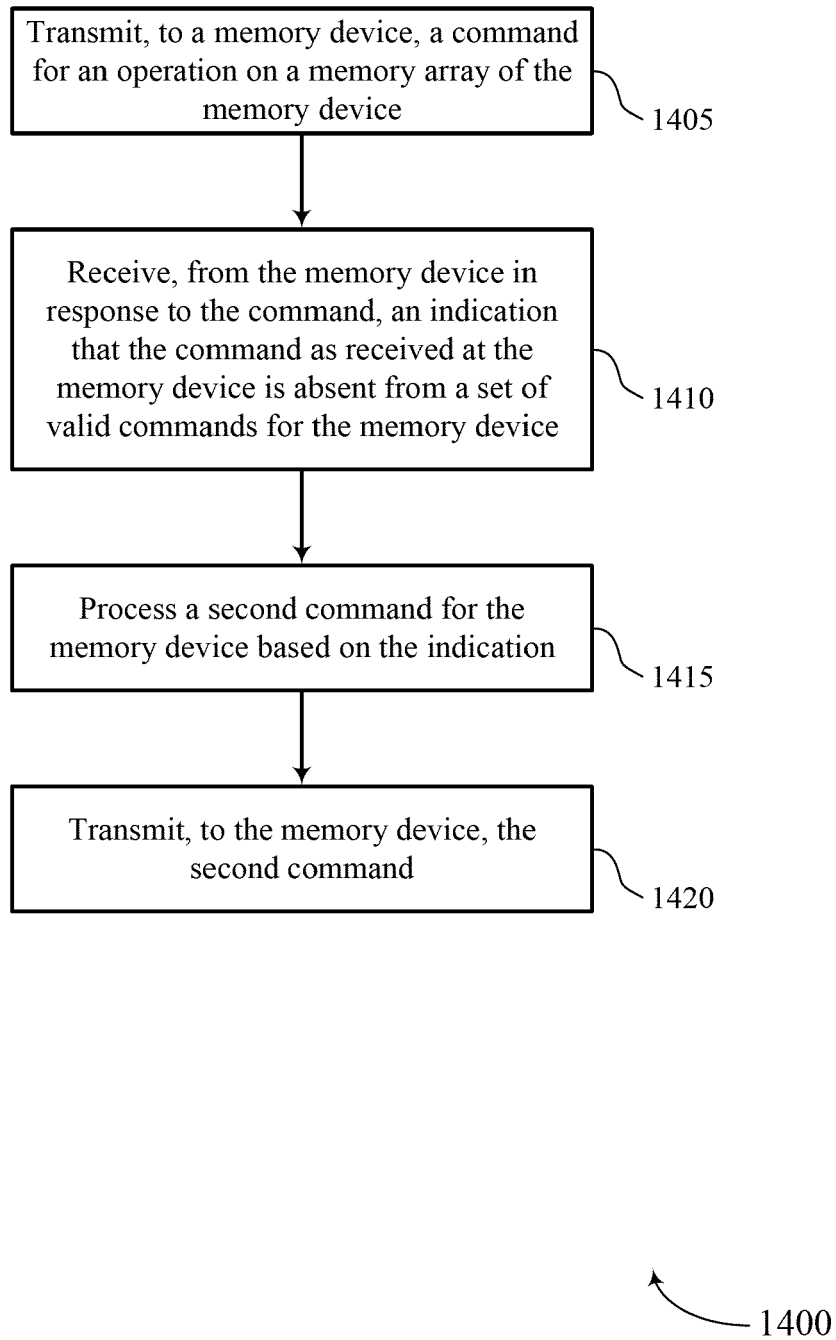 Transmit, to a memory device, a command
for an operation on a memory array of the
memory device
1405
Receive, from the memory device in
response to the command, an indication
that the command as received at the
memory device is absent from a set of
valid commands for the memory device
1410
Process a second command for the
memory device based on the indication
1415
Transmit, to the memory device, the
second command
1420
1400